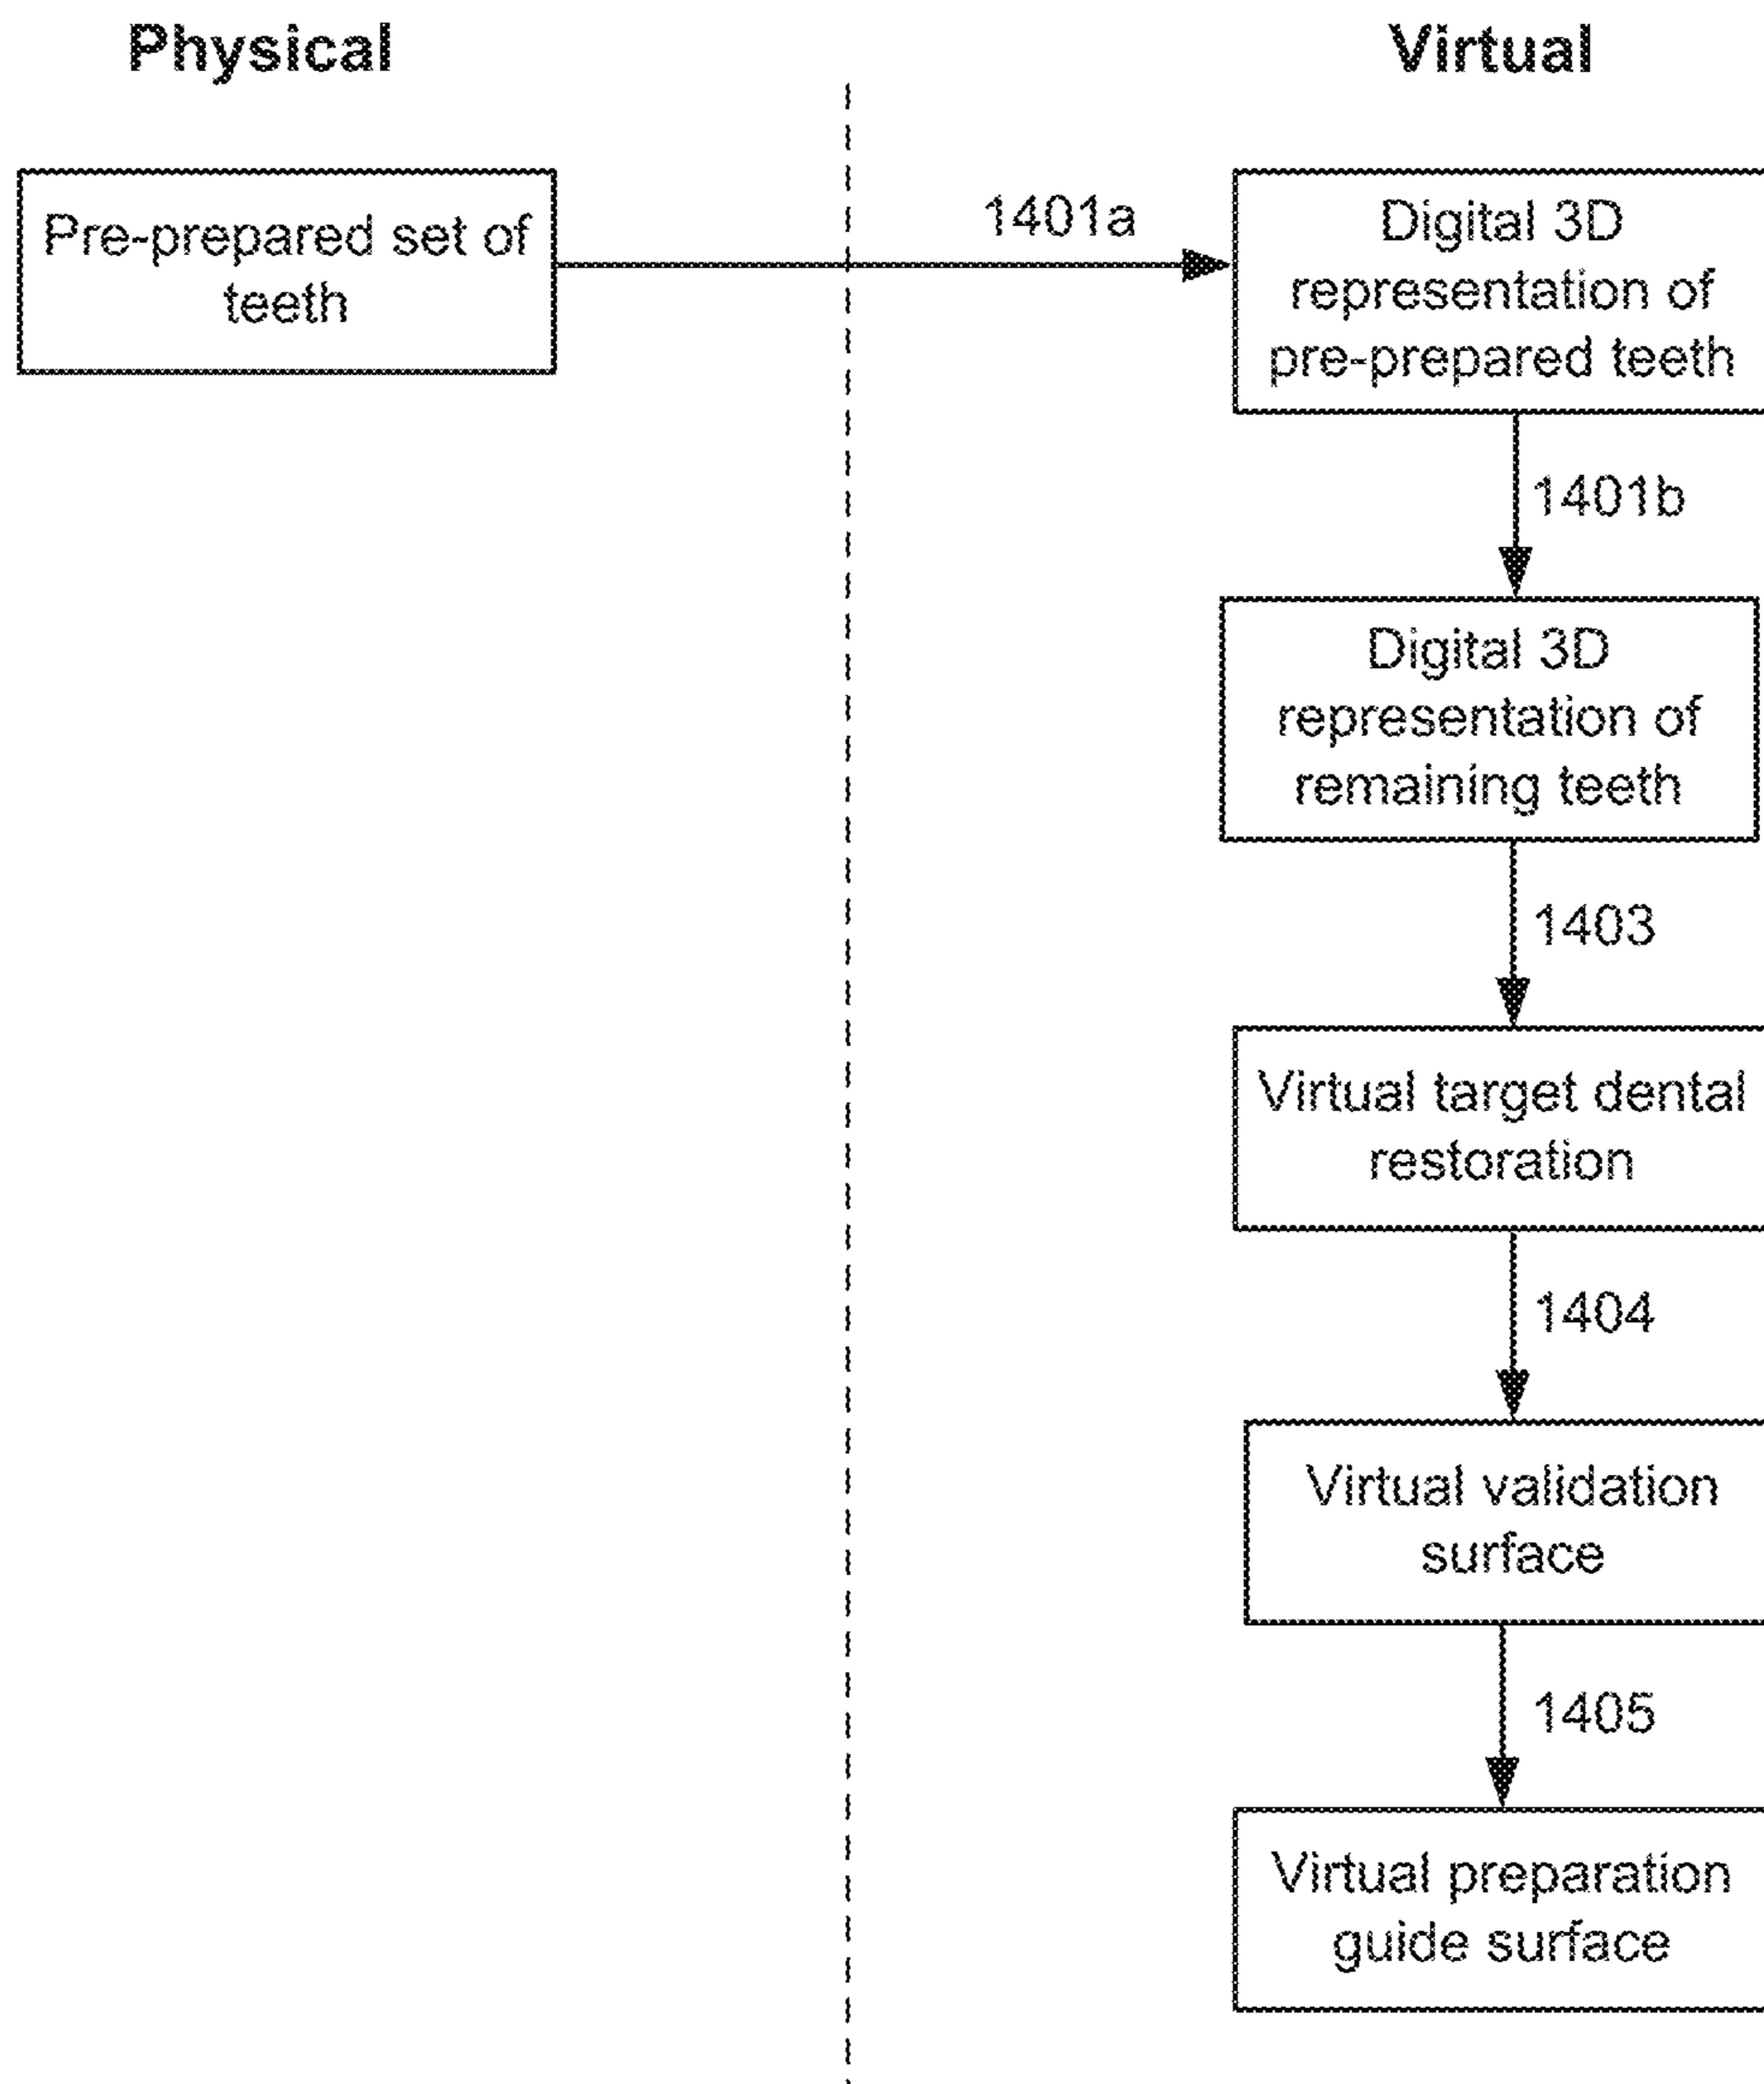 Physical
Virtual
Pre-prepared set of
teeth
1401a
Digital 3D
representation of
pre-prepared teeth
1401b
Digital 3D
representation of
remaining teeth
1403
Virtual target dental
restoration
1404
Virtual validation
surface
1405
Virtual preparation
guide surface